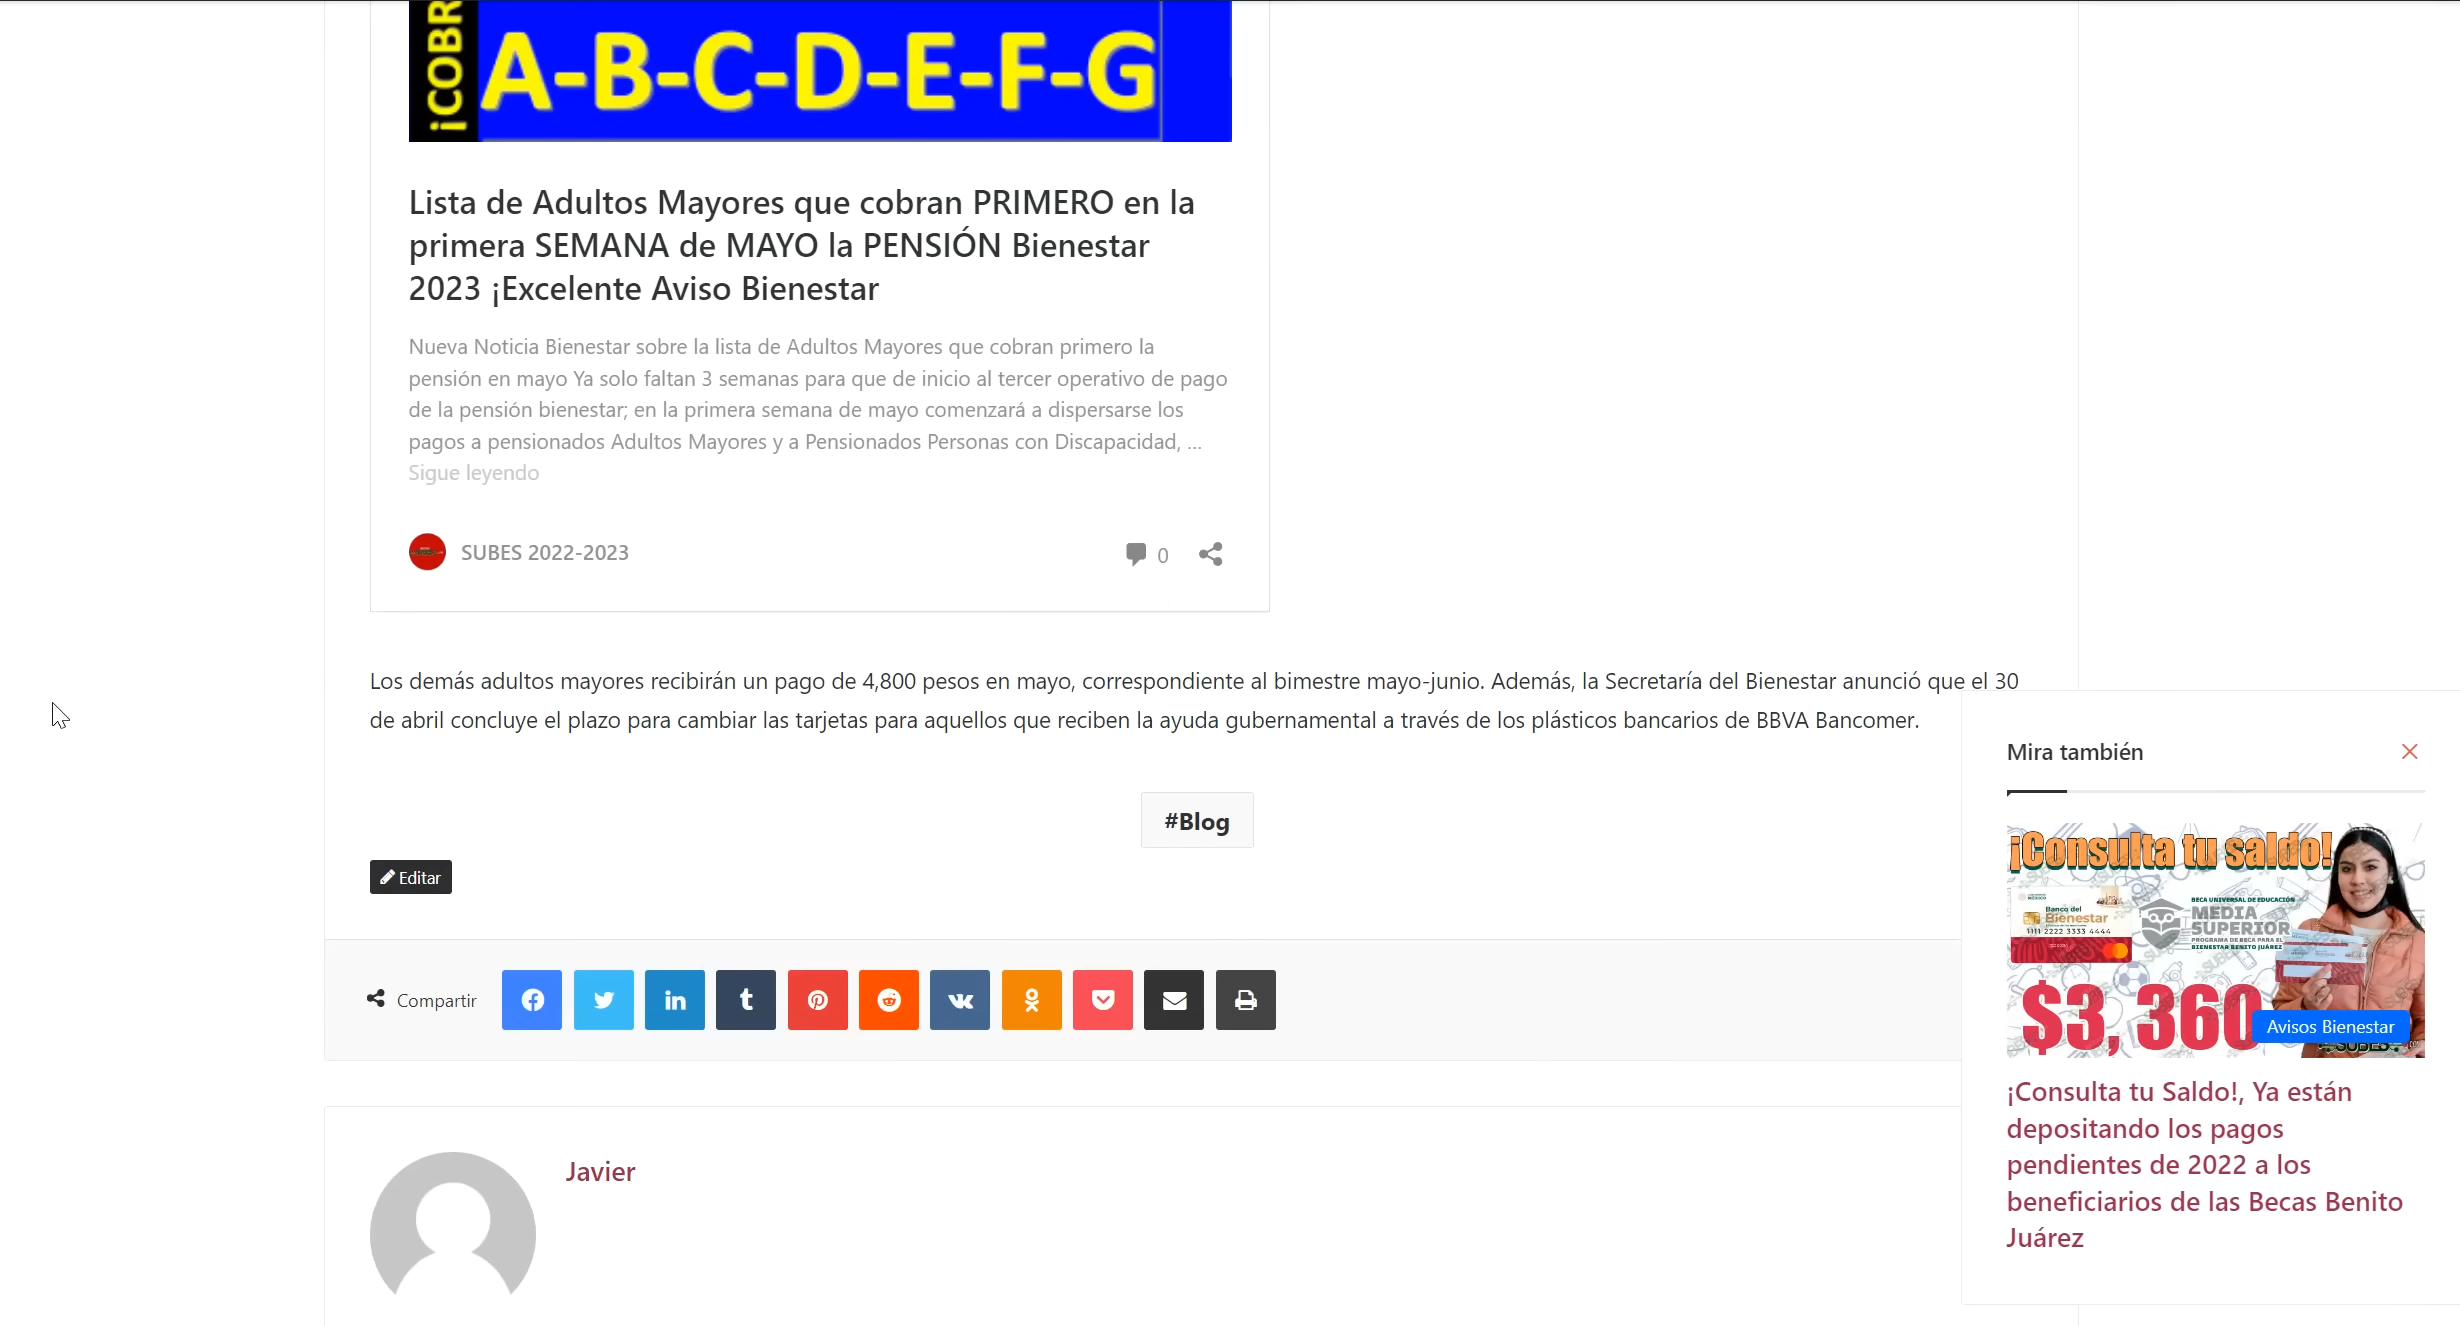 ¡COBR
A-B-C-D-E-F-G
Lista de Adultos Mayores que cobran PRIMERO en la
primera SEMANA de MAYO la PENSIÓN Bienestar
2023 ¡Excelente Aviso Bienestar
Nueva Noticia Bienestar sobre la lista de Adultos Mayores que cobran primero la
pensión en mayo Ya solo faltan 3 semanas para que de inicio al tercer operativo de pago
de la pensión bienestar; en la primera semana de mayo comenzará a dispersarse los
pagos a pensionados Adultos Mayores y a Pensionados Personas con Discapacidad, ...
Sigue leyendo
SUBES 2022-2023
0
Los demás adultos mayores recibirán un pago de 4,800 pesos en mayo, correspondiente al bimestre mayo-junio. Además, la Secretaría del Bienestar anunció que el 30
de abril concluye el plazo para cambiar las tarjetas para aquellos que reciben la ayuda gubernamental a través de los plásticos bancarios de BBVA Bancomer.
#Blog
Editar
Compartir
Javier
Mira también
¡Consulta tu saldo!
Banco del
Bienestar
1111 2222 3333 4444
BECA UNIVERSAL DE EDUCACIÓN
MEDIA
SUPERIOR
PROGRAMA DE BECA PARA EL
BIENESTAR BENITO JUÁREZ
$3,360
Avisos Bienestar
SUBES
¡Consulta tu Saldo!, Ya están
depositando los pagos
pendientes de 2022 a los
beneficiarios de las Becas Benito
Juárez